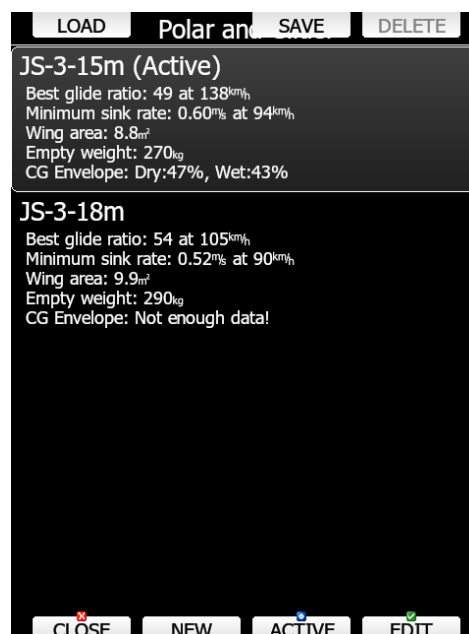 LOAD Polar and Glider SAVE DELETE
JS-3-15m (Active)
Best glide ratio: 49 at 138km/h
Minimum sink rate: 0.60m/s at 94km/h
Wing area: 8.8m²
Empty weight: 270kg
CG Envelope: Dry:47%, Wet:43%
JS-3-18m
Best glide ratio: 54 at 105km/h
Minimum sink rate: 0.52m/s at 90km/h
Wing area: 9.9m²
Empty weight: 290kg
CG Envelope: Not enough data!
CLOSE NEW ACTIVE EDIT